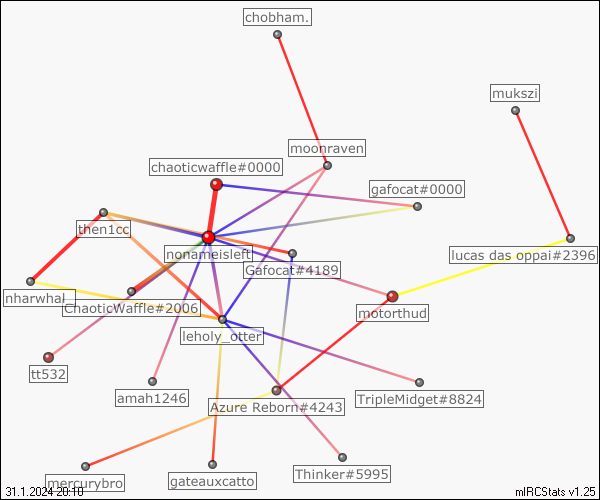 chobham.
mukszi
moonraven
chaoticwaffle#0000
gafocat#0000
then1cc
nonameisleft
lucas das oppai#2396
Gafocat#4189
nharwhal
ChaoticWaffle#2006
motorthud
leholy_otter
tt532
amah1246
TripleMidget#8824
Azure Reborn#4243
mercurybro
gateauxcatto
Thinker#5995
31.1.2024 20:10
mIRCStats v1.25